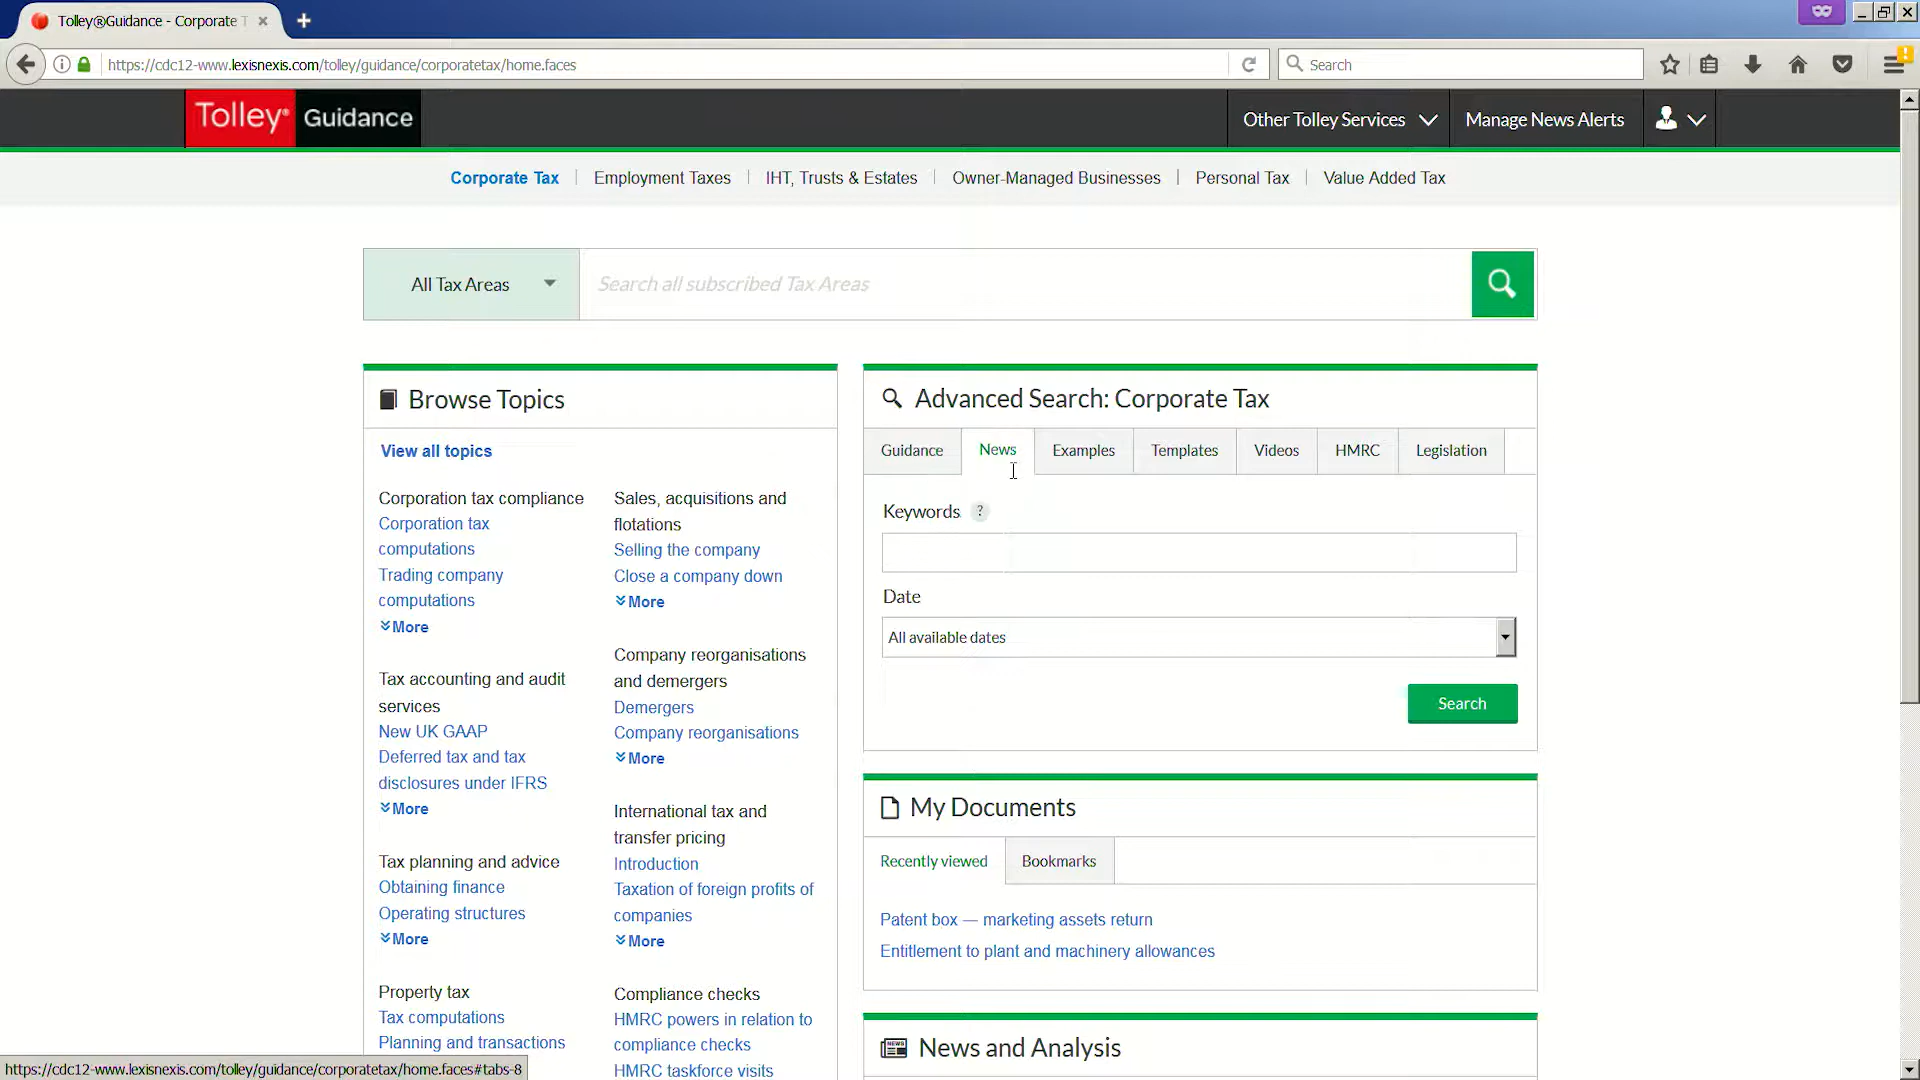 Tolley®Guidance - Corporate T
https://cdc12-www.lexisnexis.com/tolley/guidance/corporatetax/home.faces
Search
Tolley® Guidance
Other Tolley Services
Manage News Alerts
Corporate Tax
Employment Taxes
IHT, Trusts & Estates
Owner-Managed Businesses
Personal Tax
Value Added Tax
All Tax Areas
Search all subscribed Tax Areas
Browse Topics
View all topics
Corporation tax compliance
Corporation tax
computations
Trading company
computations
More
Tax accounting and audit
services
New UK GAAP
Deferred tax and tax
disclosures under IFRS
More
Tax planning and advice
Obtaining finance
Operating structures
More
Property tax
Tax computations
Planning and transactions
Sales, acquisitions and
flotations
Selling the company
Close a company down
More
Company reorganisations
and demergers
Demergers
Company reorganisations
More
International tax and
transfer pricing
Introduction
Taxation of foreign profits of
companies
More
Compliance checks
HMRC powers in relation to
compliance checks
HMRC taskforce visits
Advanced Search: Corporate Tax
Guidance
News
Examples
Templates
Videos
HMRC
Legislation
Keywords ?
Date
All available dates
Search
My Documents
Recently viewed
Bookmarks
Patent box — marketing assets return
Entitlement to plant and machinery allowances
NEWS
News and Analysis
https://cdc12-www.lexisnexis.com/tolley/guidance/corporatetax/home.faces#tabs-8